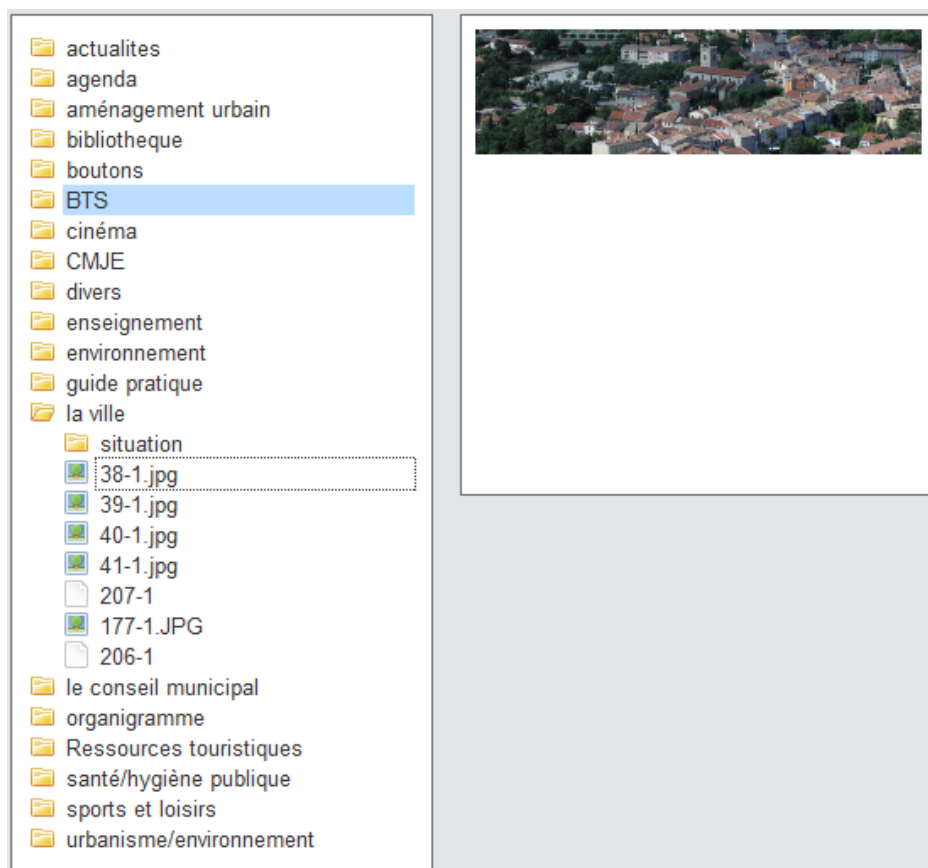 actualites
agenda
aménagement urbain
bibliotheque
boutons
BTS
cinéma
CMJE
divers
enseignement
environnement
guide pratique
la ville
situation
38-1.jpg
39-1.jpg
40-1.jpg
41-1.jpg
207-1
177-1.JPG
206-1
le conseil municipal
organigramme
Ressources touristiques
santé/hygiène publique
sports et loisirs
urbanisme/environnement